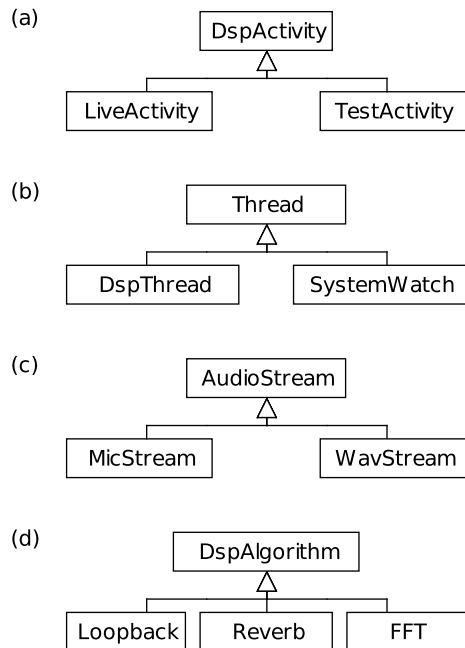 (a)
DspActivity
LiveActivity TestActivity
(b)
Thread
DspThread SystemWatch
(c)
AudioStream
MicStream WavStream
(d)
DspAlgorithm
Loopback Reverb FFT